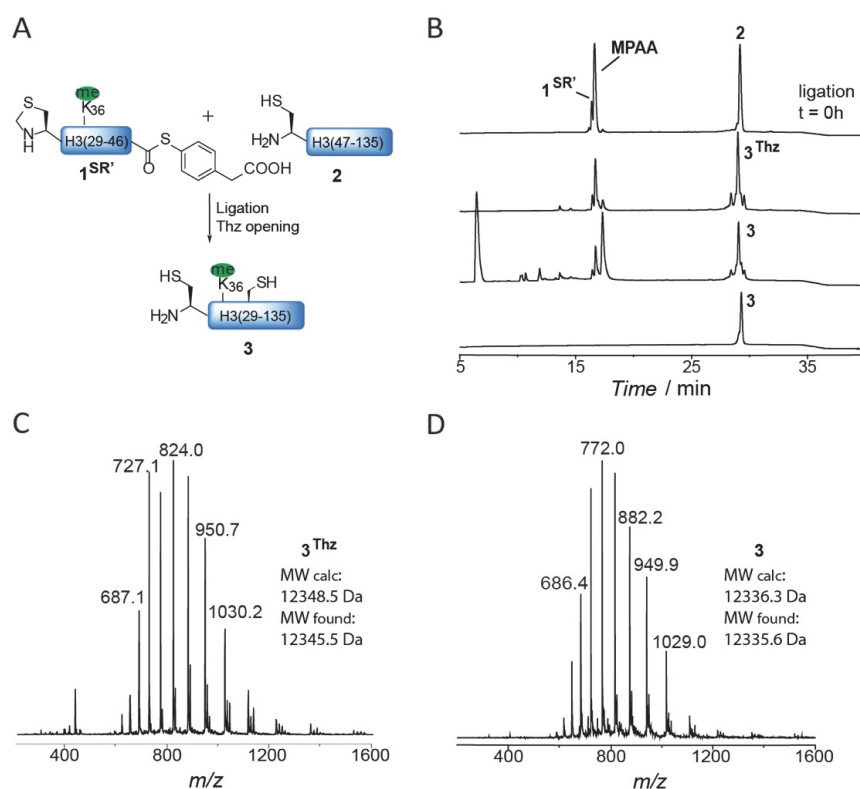 A
S
NH
me
K36
H3(29-46)
O
S
COOH
1SR'
+
HS
H2N
H3(47-135)
2
Ligation
Thz opening
HS
me
K36
SH
H2N
H3(29-135)
3
B
1SR'
MPAA
2
ligation
t = 0h
3Thz
3
3
5
15
25
35
Time / min
C
824.0
727.1
950.7
687.1
1030.2
3Thz
MW calc:
12348.5 Da
MW found:
12345.5 Da
400
800
1200
1600
m/z
D
772.0
882.2
949.9
686.4
1029.0
3
MW calc:
12336.3 Da
MW found:
12335.6 Da
400
800
1200
1600
m/z